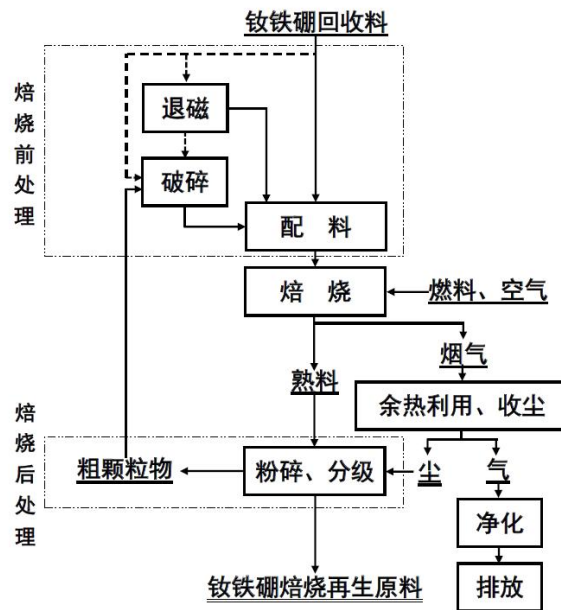 钕铁硼回收料
焙烧前处理
退磁
破碎
配 料
焙 烧
燃料、空气
烟气
熟料
余热利用、收尘
焙烧后处理
粗颗粒物
粉碎、分级
尘
气
净化
钕铁硼焙烧再生原料
排放